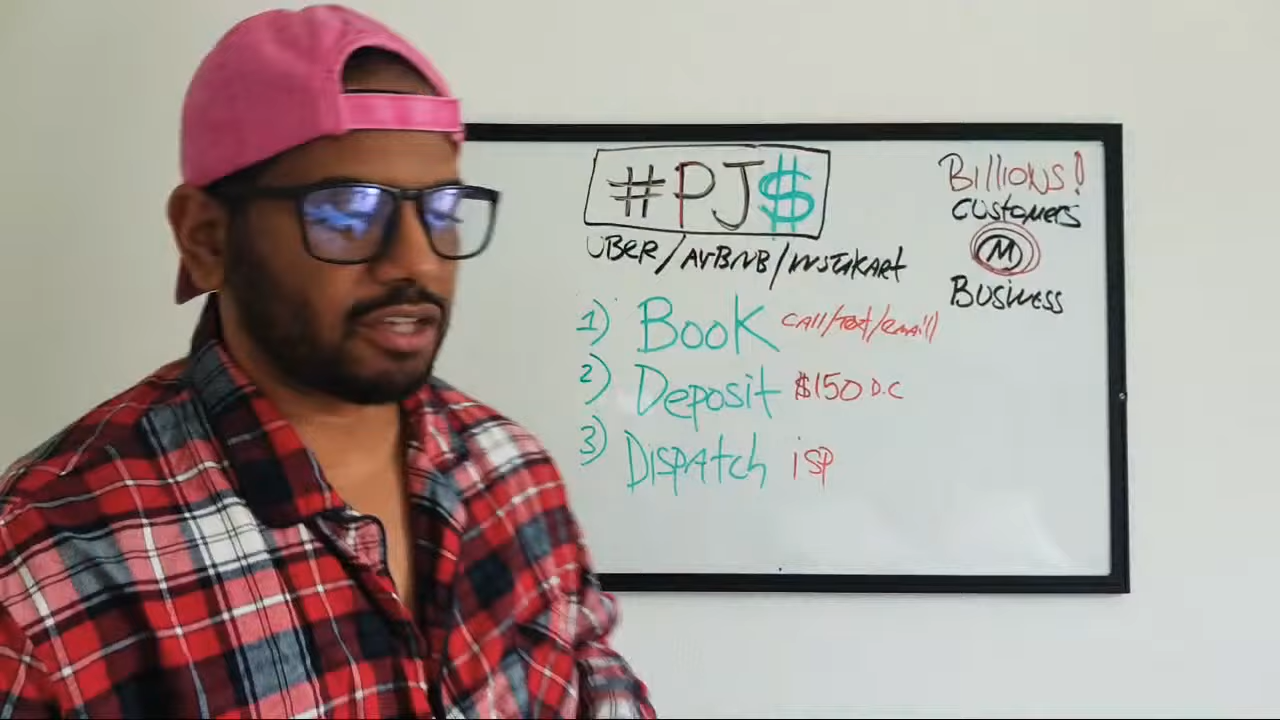 #PJ$
UBER/AirBNB/INSTAKART
1) Book CAll/text/EMAil
2) Deposit $150 D.C
3) DISPAtch iSP
Billions!
Customers
M
Business